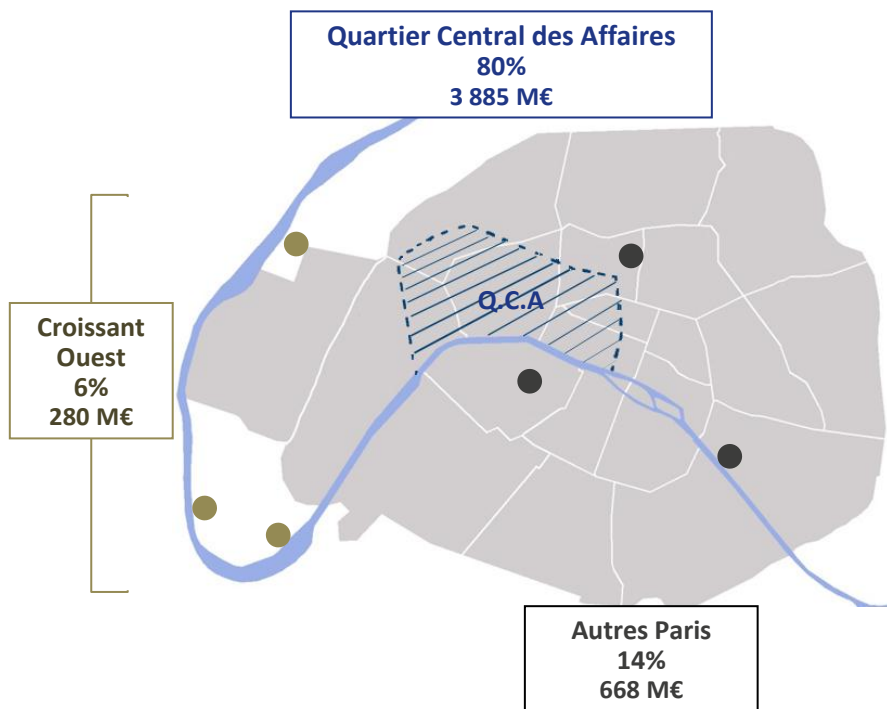 Quartier Central des Affaires
80%
3 885 M€
Q.C.A
Croissant
Ouest
6%
280 M€
Autres Paris
14%
668 M€